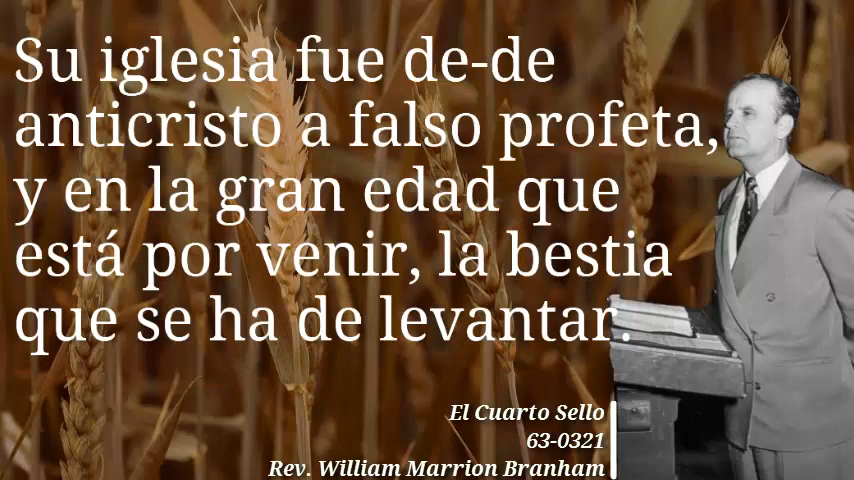 Su iglesia fue de-de
anticristo a falso profeta,
y en la gran edad que
está por venir, la bestia
que se ha de levantar.
El Cuarto Sello
63-0321
Rev. William Marrion Branham